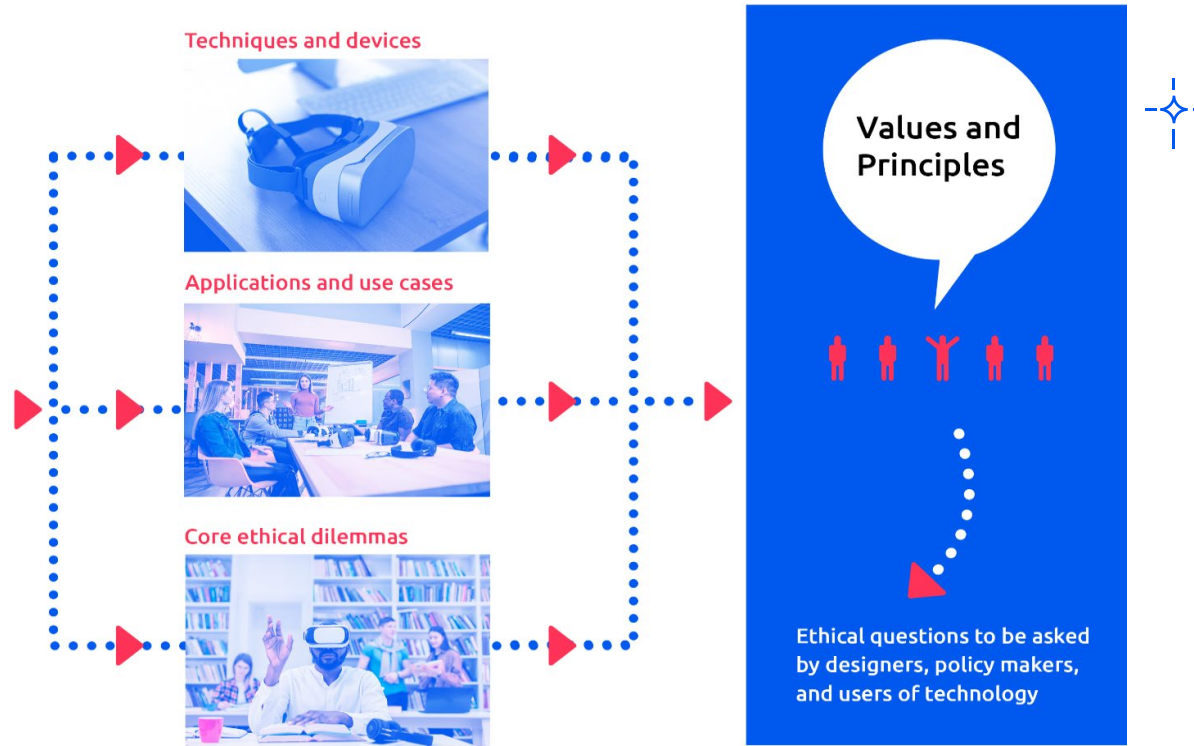 Techniques and devices
Applications and use cases
Core ethical dilemmas
Values and
Principles
Ethical questions to be asked
by designers, policy makers,
and users of technology